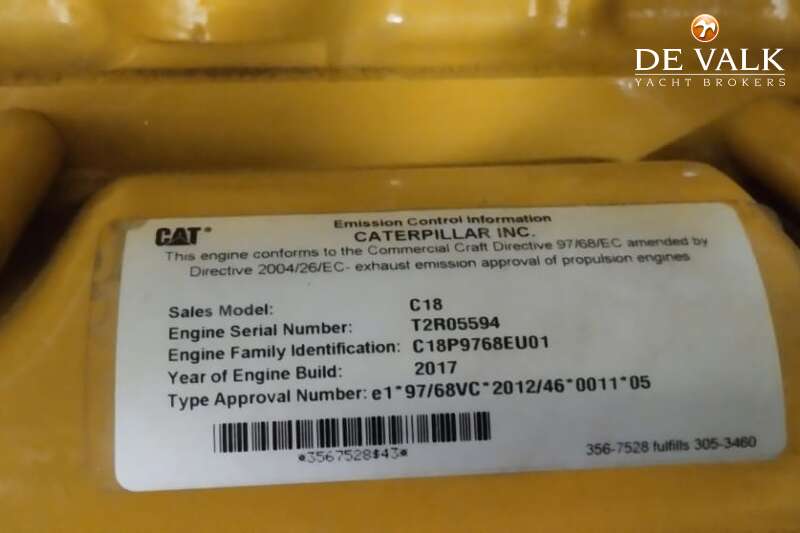 DE VALK
YACHT BROKERS
Emission Control Information
CAT®
CATERPILLAR INC.
This engine conforms to the Commercial Craft Directive 97/68/EC amended by
Directive 2004/26/EC- exhaust emission approval of propulsion engines
Sales Model: C18
Engine Serial Number: T2R05594
Engine Family Identification: C18P9768EU01
Year of Engine Build: 2017
Type Approval Number: e1*97/68VC*2012/46*0011*05
*3567528$43*
356-7528 fulfills 305-3460